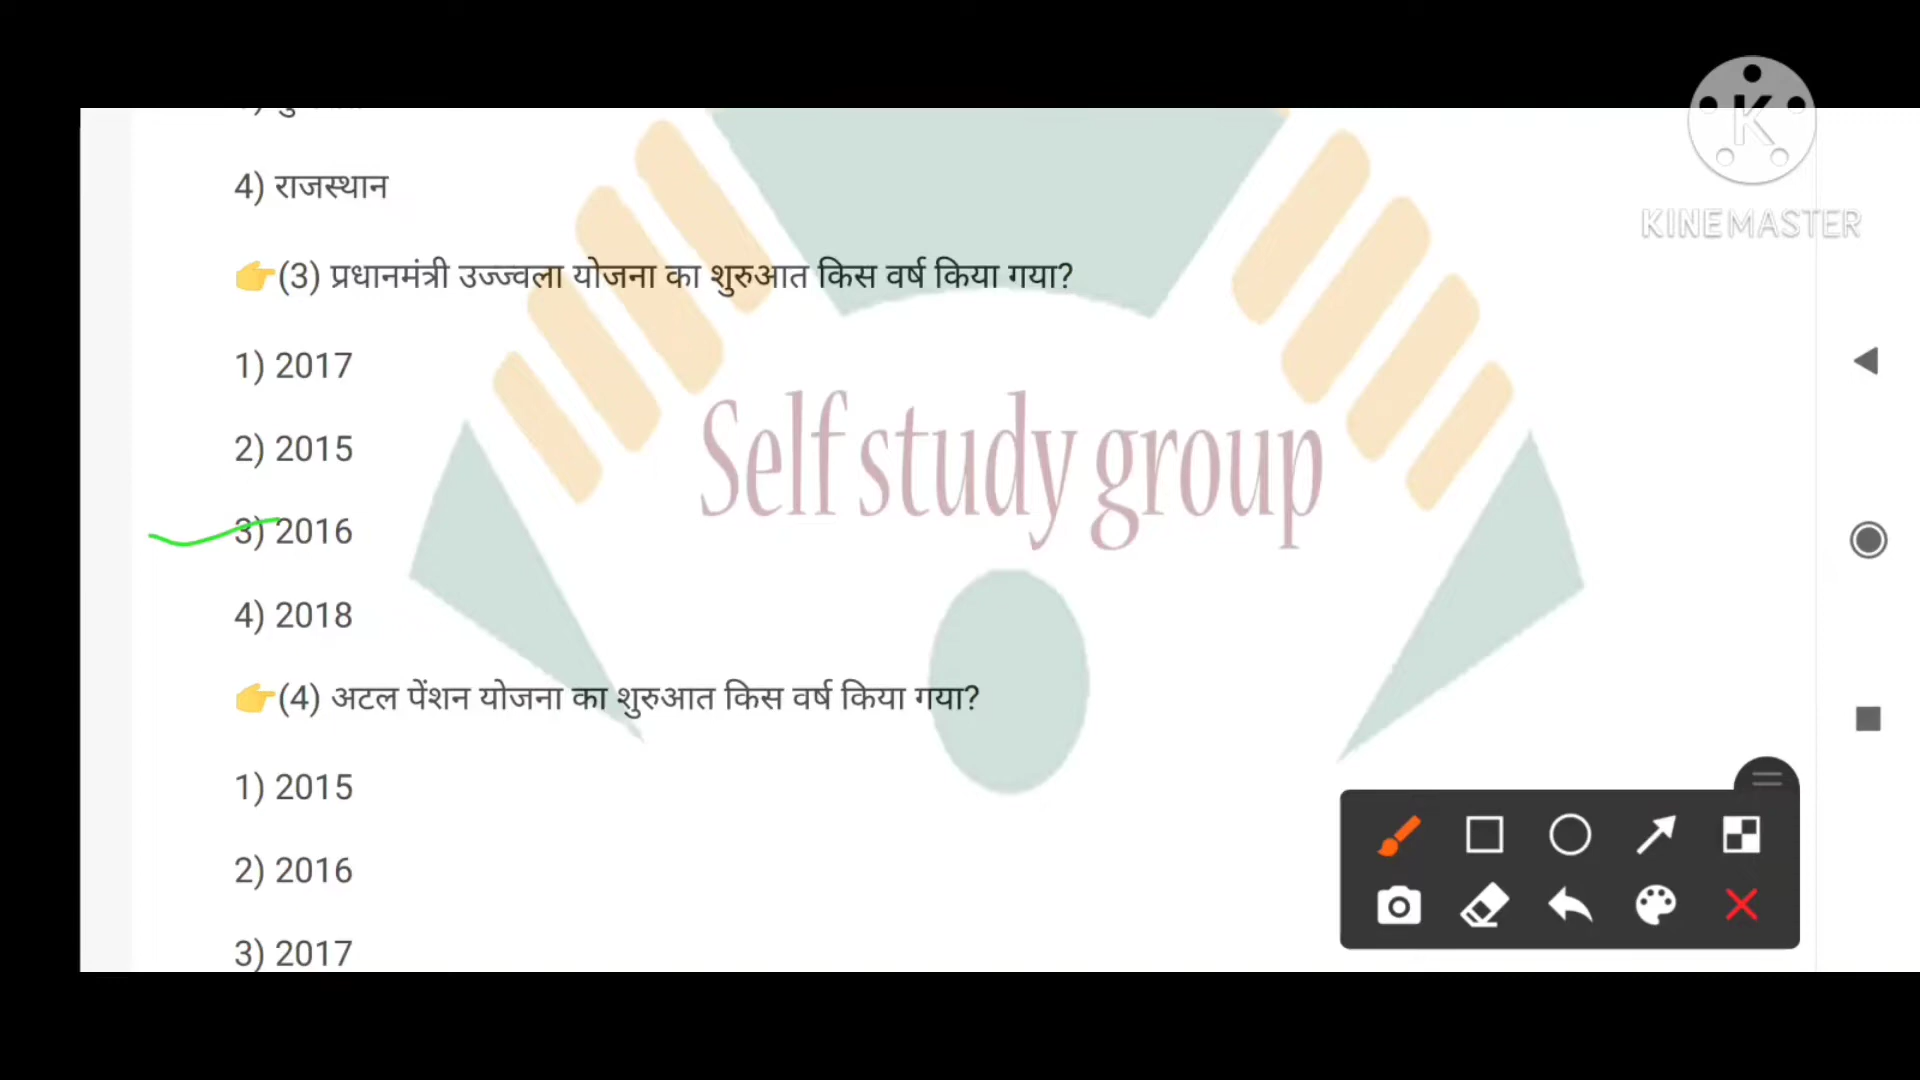 4) राजस्थान
K
KINEMASTER
👉(3) प्रधानमंत्री उज्ज्वला योजना का शुरुआत किस वर्ष किया गया?
1) 2017
2) 2015
Self study group
3) 2016
4) 2018
👉(4) अटल पेंशन योजना का शुरुआत किस वर्ष किया गया?
1) 2015
2) 2016
3) 2017